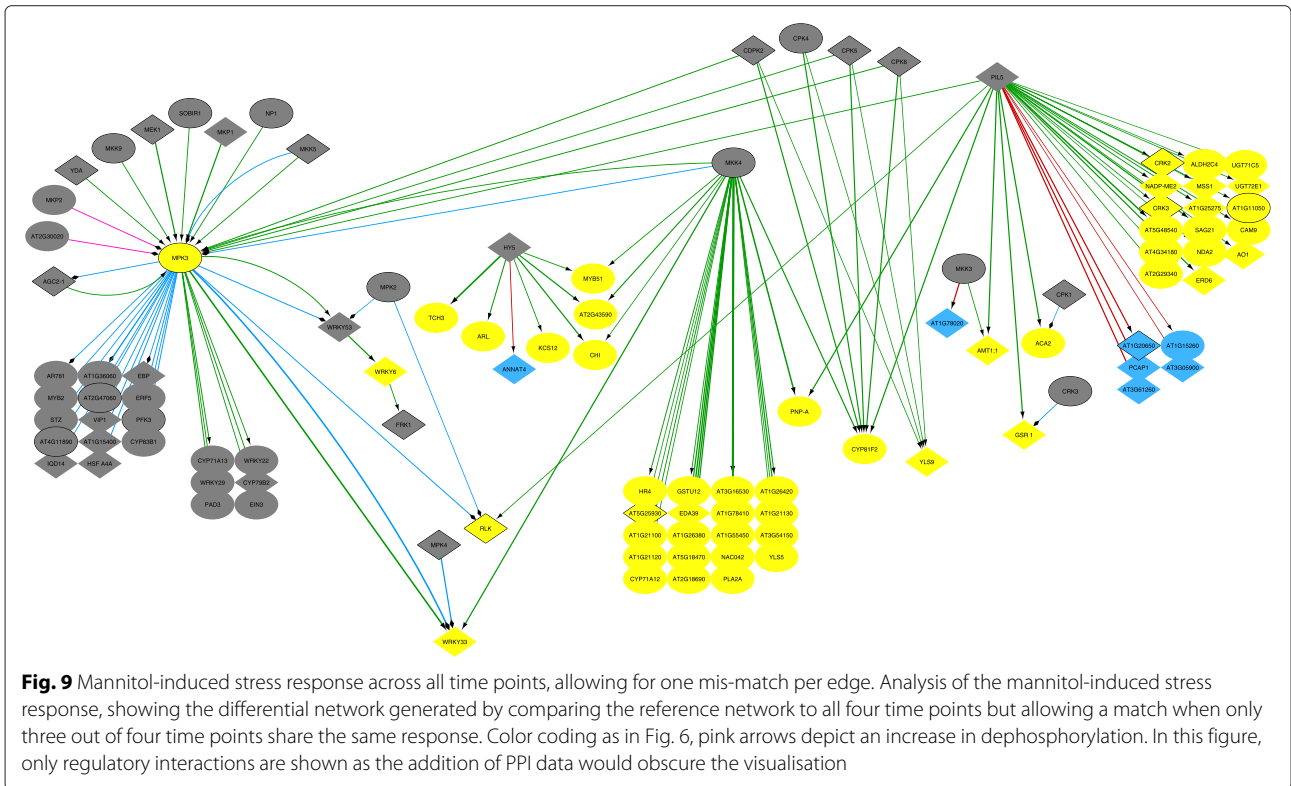 CDPK2
CPK4
CPK5
CPK6
PIL5
SOBIR1
NP1
MEK1
MKP1
MKK9
MKK5
YDA
MKP2
AT2G30020
MPK3
AGC2-1
MKK4
CRK2
ALDH2C4
UGT71C5
NADP-ME2
MSS1
UGT72E1
CRK3
AT1G25275
AT1G11050
AT5G48540
SAG21
CAM9
AT4G34180
NDA2
AO1
AT2G29340
ERD6
HY5
MYB51
MPK2
TCH3
AT2G43590
WRKY53
ARL
KCS12
CHI
ANNAT4
WRKY6
FRK1
MKK3
CPK1
AT1G78020
AMT1;1
ACA2
AT1G20650
AT1G15260
PCAP1
AT3G05900
AT3G61260
CRK3
GSR 1
PNP-A
CYP81F2
YLS9
AR781
AT1G36060
EBP
MYB2
AT2G47060
ERF5
STZ
VIP1
PFK3
AT4G11890
AT1G15400
CYP83B1
IQD14
HSF A4A
CYP71A13
WRKY22
WRKY29
CYP79B2
PAD3
EIN3
RLK
MPK4
WRKY33
HR4
GSTU12
AT3G16530
AT1G26420
AT5G25930
EDA39
AT1G78410
AT1G21130
AT1G21100
AT1G26380
AT1G55450
AT3G54150
AT1G21120
AT5G18470
NAC042
YLS5
CYP71A12
AT2G18690
PLA2A
Fig. 9 Mannitol-induced stress response across all time points, allowing for one mis-match per edge. Analysis of the mannitol-induced stress
response, showing the differential network generated by comparing the reference network to all four time points but allowing a match when only
three out of four time points share the same response. Color coding as in Fig. 6, pink arrows depict an increase in dephosphorylation. In this figure,
only regulatory interactions are shown as the addition of PPI data would obscure the visualisation